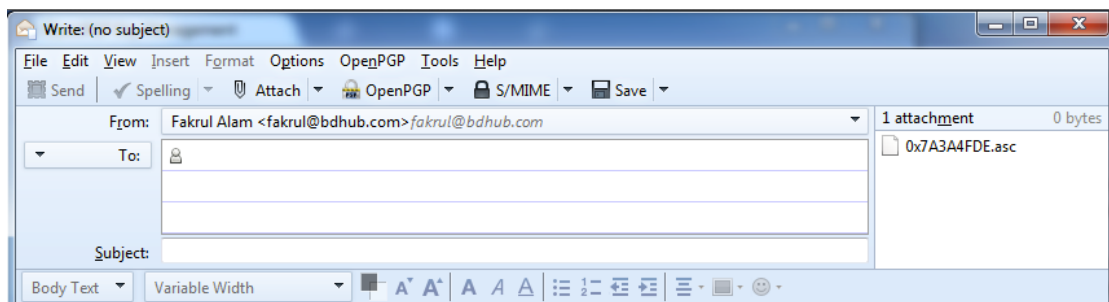 Write: (no subject)
File Edit View Insert Format Options OpenPGP Tools Help
Send Spelling Attach OpenPGP S/MIME Save
From: Fakrul Alam <fakrul@bdhub.com> fakrul@bdhub.com
1 attachment 0 bytes
To:
0x7A3A4FDE.asc
Subject:
Body Text Variable Width